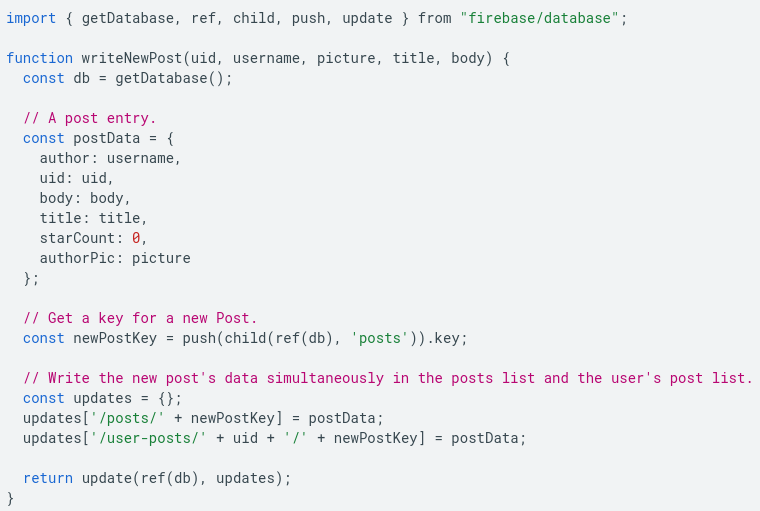 import { getDatabase, ref, child, push, update } from "firebase/database";

function writeNewPost(uid, username, picture, title, body) {
  const db = getDatabase();

  // A post entry.
  const postData = {
    author: username,
    uid: uid,
    body: body,
    title: title,
    starCount: 0,
    authorPic: picture
  };

  // Get a key for a new Post.
  const newPostKey = push(child(ref(db), 'posts')).key;

  // Write the new post's data simultaneously in the posts list and the user's post list.
  const updates = {};
  updates['/posts/' + newPostKey] = postData;
  updates['/user-posts/' + uid + '/' + newPostKey] = postData;

  return update(ref(db), updates);
}